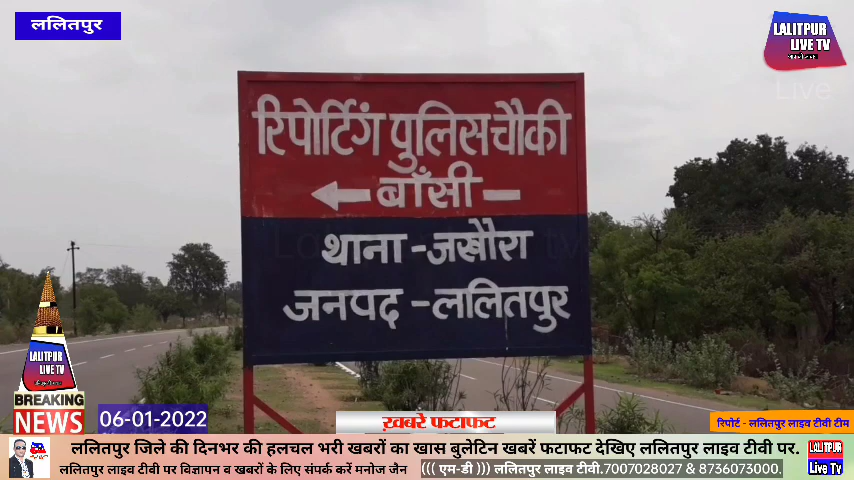 ललितपुर
LALITPUR
LIVE TV
Live
रिपोर्टिंग पुलिस चौकी
बाँसी
थाना - जखौरा
जनपद - ललितपुर
LALITPUR
LIVE TV
BREAKING
NEWS
06-01-2022
ख़बरे फटाफट
रिपोर्ट - ललितपुर लाइव टीवी टीम
ललितपुर जिले की दिनभर की हलचल भरी खबरों का खास बुलेटिन खबरें फटाफट देखिए ललितपुर लाइव टीवी पर.
ललितपुर लाइव टीवी पर विज्ञापन व खबरों के लिए संपर्क करें मनोज जैन ((( एम-डी ))) ललितपुर लाइव टीवी.7007028027 & 8736073000.
LALITPUR
Live Tv